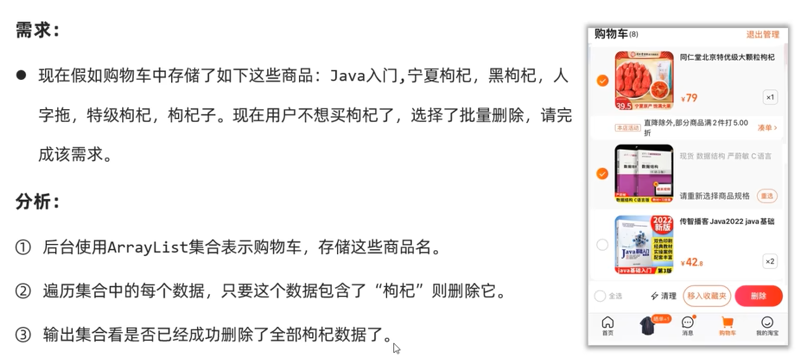 需求：
● 现在假如购物车中存储了如下这些商品：Java入门,宁夏枸杞，黑枸杞，人
字拖，特级枸杞，枸杞子。现在用户不想买枸杞了，选择了批量删除，请完
成该需求。
分析：
① 后台使用ArrayList集合表示购物车，存储这些商品名。
② 遍历集合中的每个数据，只要这个数据包含了“枸杞”则删除它。
③ 输出集合看是否已经成功删除了全部枸杞数据了。
购物车(8)
退出管理
同仁堂北京特优级大颗粒枸杞
39.5
¥79
×1
本店活动
直降除外,部分商品满2件打5.00
折
凑单>
现货 数据结构 严蔚敏 C语言
请重新选择商品规格
重选
传智播客Java2022 java基础
2022
新版
Java基础入门
¥42.8
×2
全选
清理
移入收藏夹
删除
首页
消息
购物车
我的淘宝